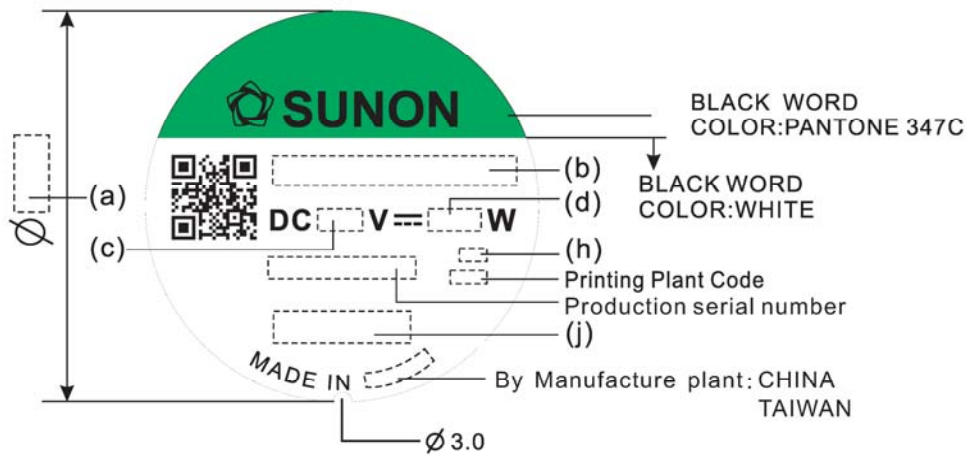 SUNON
BLACK WORD
COLOR:PANTONE 347C
(a)
Ø
(b)
BLACK WORD
COLOR:WHITE
(d)
DC V W
(c)
(h)
Printing Plant Code
Production serial number
(j)
MADE IN
By Manufacture plant: CHINA
TAIWAN
Ø 3.0